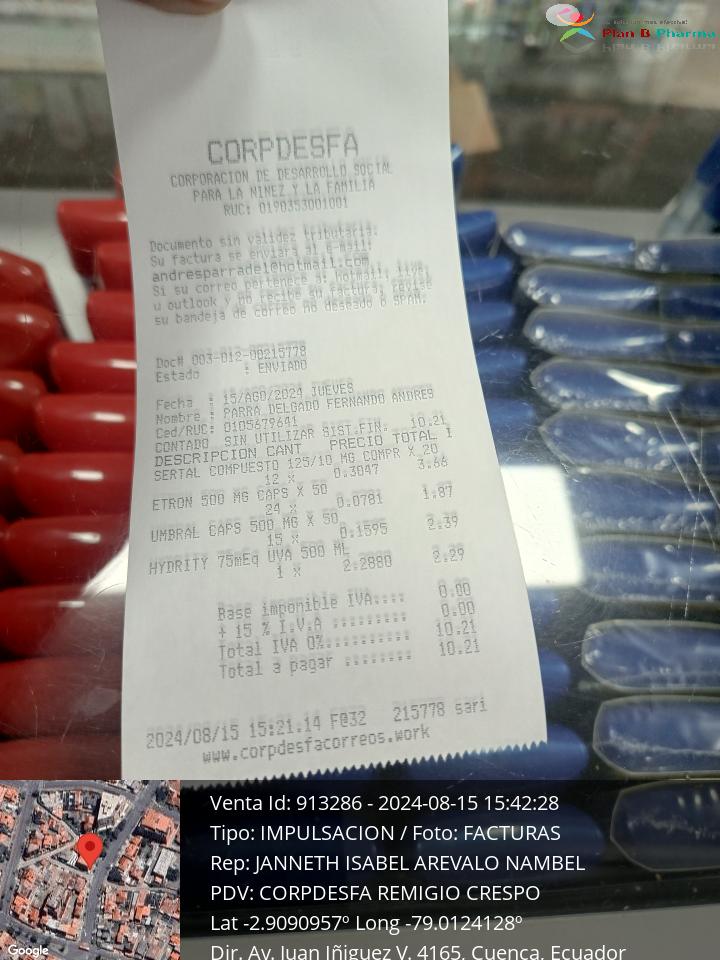 Plan B Pharma
CORPDESFA
CORPORACION DE DESARROLLO SOCIAL
PARA LA NINEZ Y LA FAMILIA
RUC: 0190353001001
Documento sin validez tributaria.
Su factura se enviará al e-mail:
andresparradel@hotmail.com
Si su correo pertenece a: hotmail, live,
u outlook y no recibe su factura, revise
su bandeja de correo no deseado o SPAM.
Doc# 003-012-00215778
Estado : ENVIADO
Fecha : 15/AGO/2024 JUEVES
Nombre : PARRA DELGADO FERNANDO ANDRES
Ced/RUC: 0105679641
CONTADO SIN UTILIZAR SIST.FIN. 10.21
DESCRIPCION CANT PRECIO TOTAL I
SERTAL COMPUESTO 125/10 MG COMPR X 20
12 X 0.3047 3.66
ETRON 500 MG CAPS X 50
24 X 0.0781 1.87
UMBRAL CAPS 500 MG X 50
15 X 0.1595 2.39
HYDRITY 75mEq UVA 500 ML
1 X 2.2880 2.29
Base imponible IVA.... 0.00
+ 15 % I.V.A ......... 0.00
Total IVA 0%........... 10.21
Total a pagar ........ 10.21
2024/08/15 15:21.14 F@32 215778 sari
www.corpdesfacorreos.work
Venta Id: 913286 - 2024-08-15 15:42:28
Tipo: IMPULSACION / Foto: FACTURAS
Rep: JANNETH ISABEL AREVALO NAMBEL
PDV: CORPDESFA REMIGIO CRESPO
Lat -2.9090957º Long -79.0124128º
Dir. Av. Juan Iñiguez V. 4165, Cuenca, Ecuador
Google